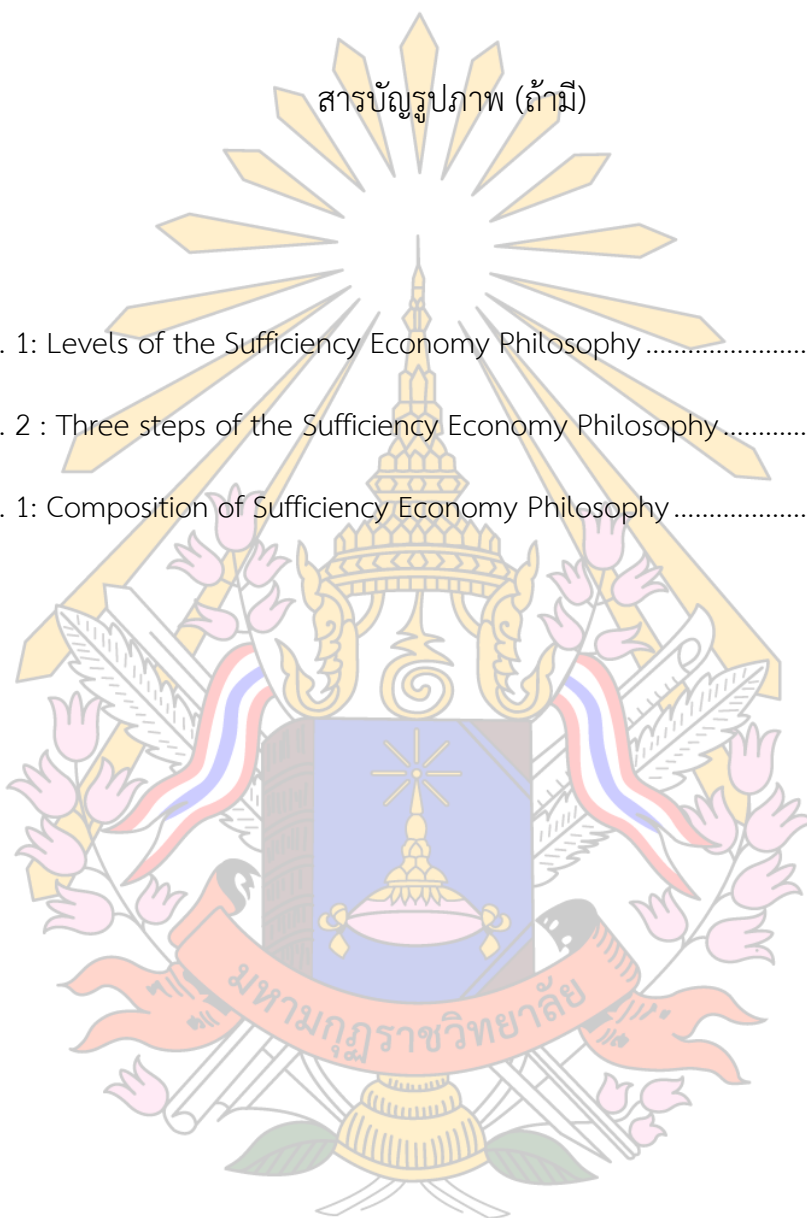 สารบัญรูปภาพ (ถ้ามี)
. 1: Levels of the Sufficiency Economy Philosophy.......................
. 2 : Three steps of the Sufficiency Economy Philosophy............
. 1: Composition of Sufficiency Economy Philosophy...................
มหามกุฏราชวิทยาลัย